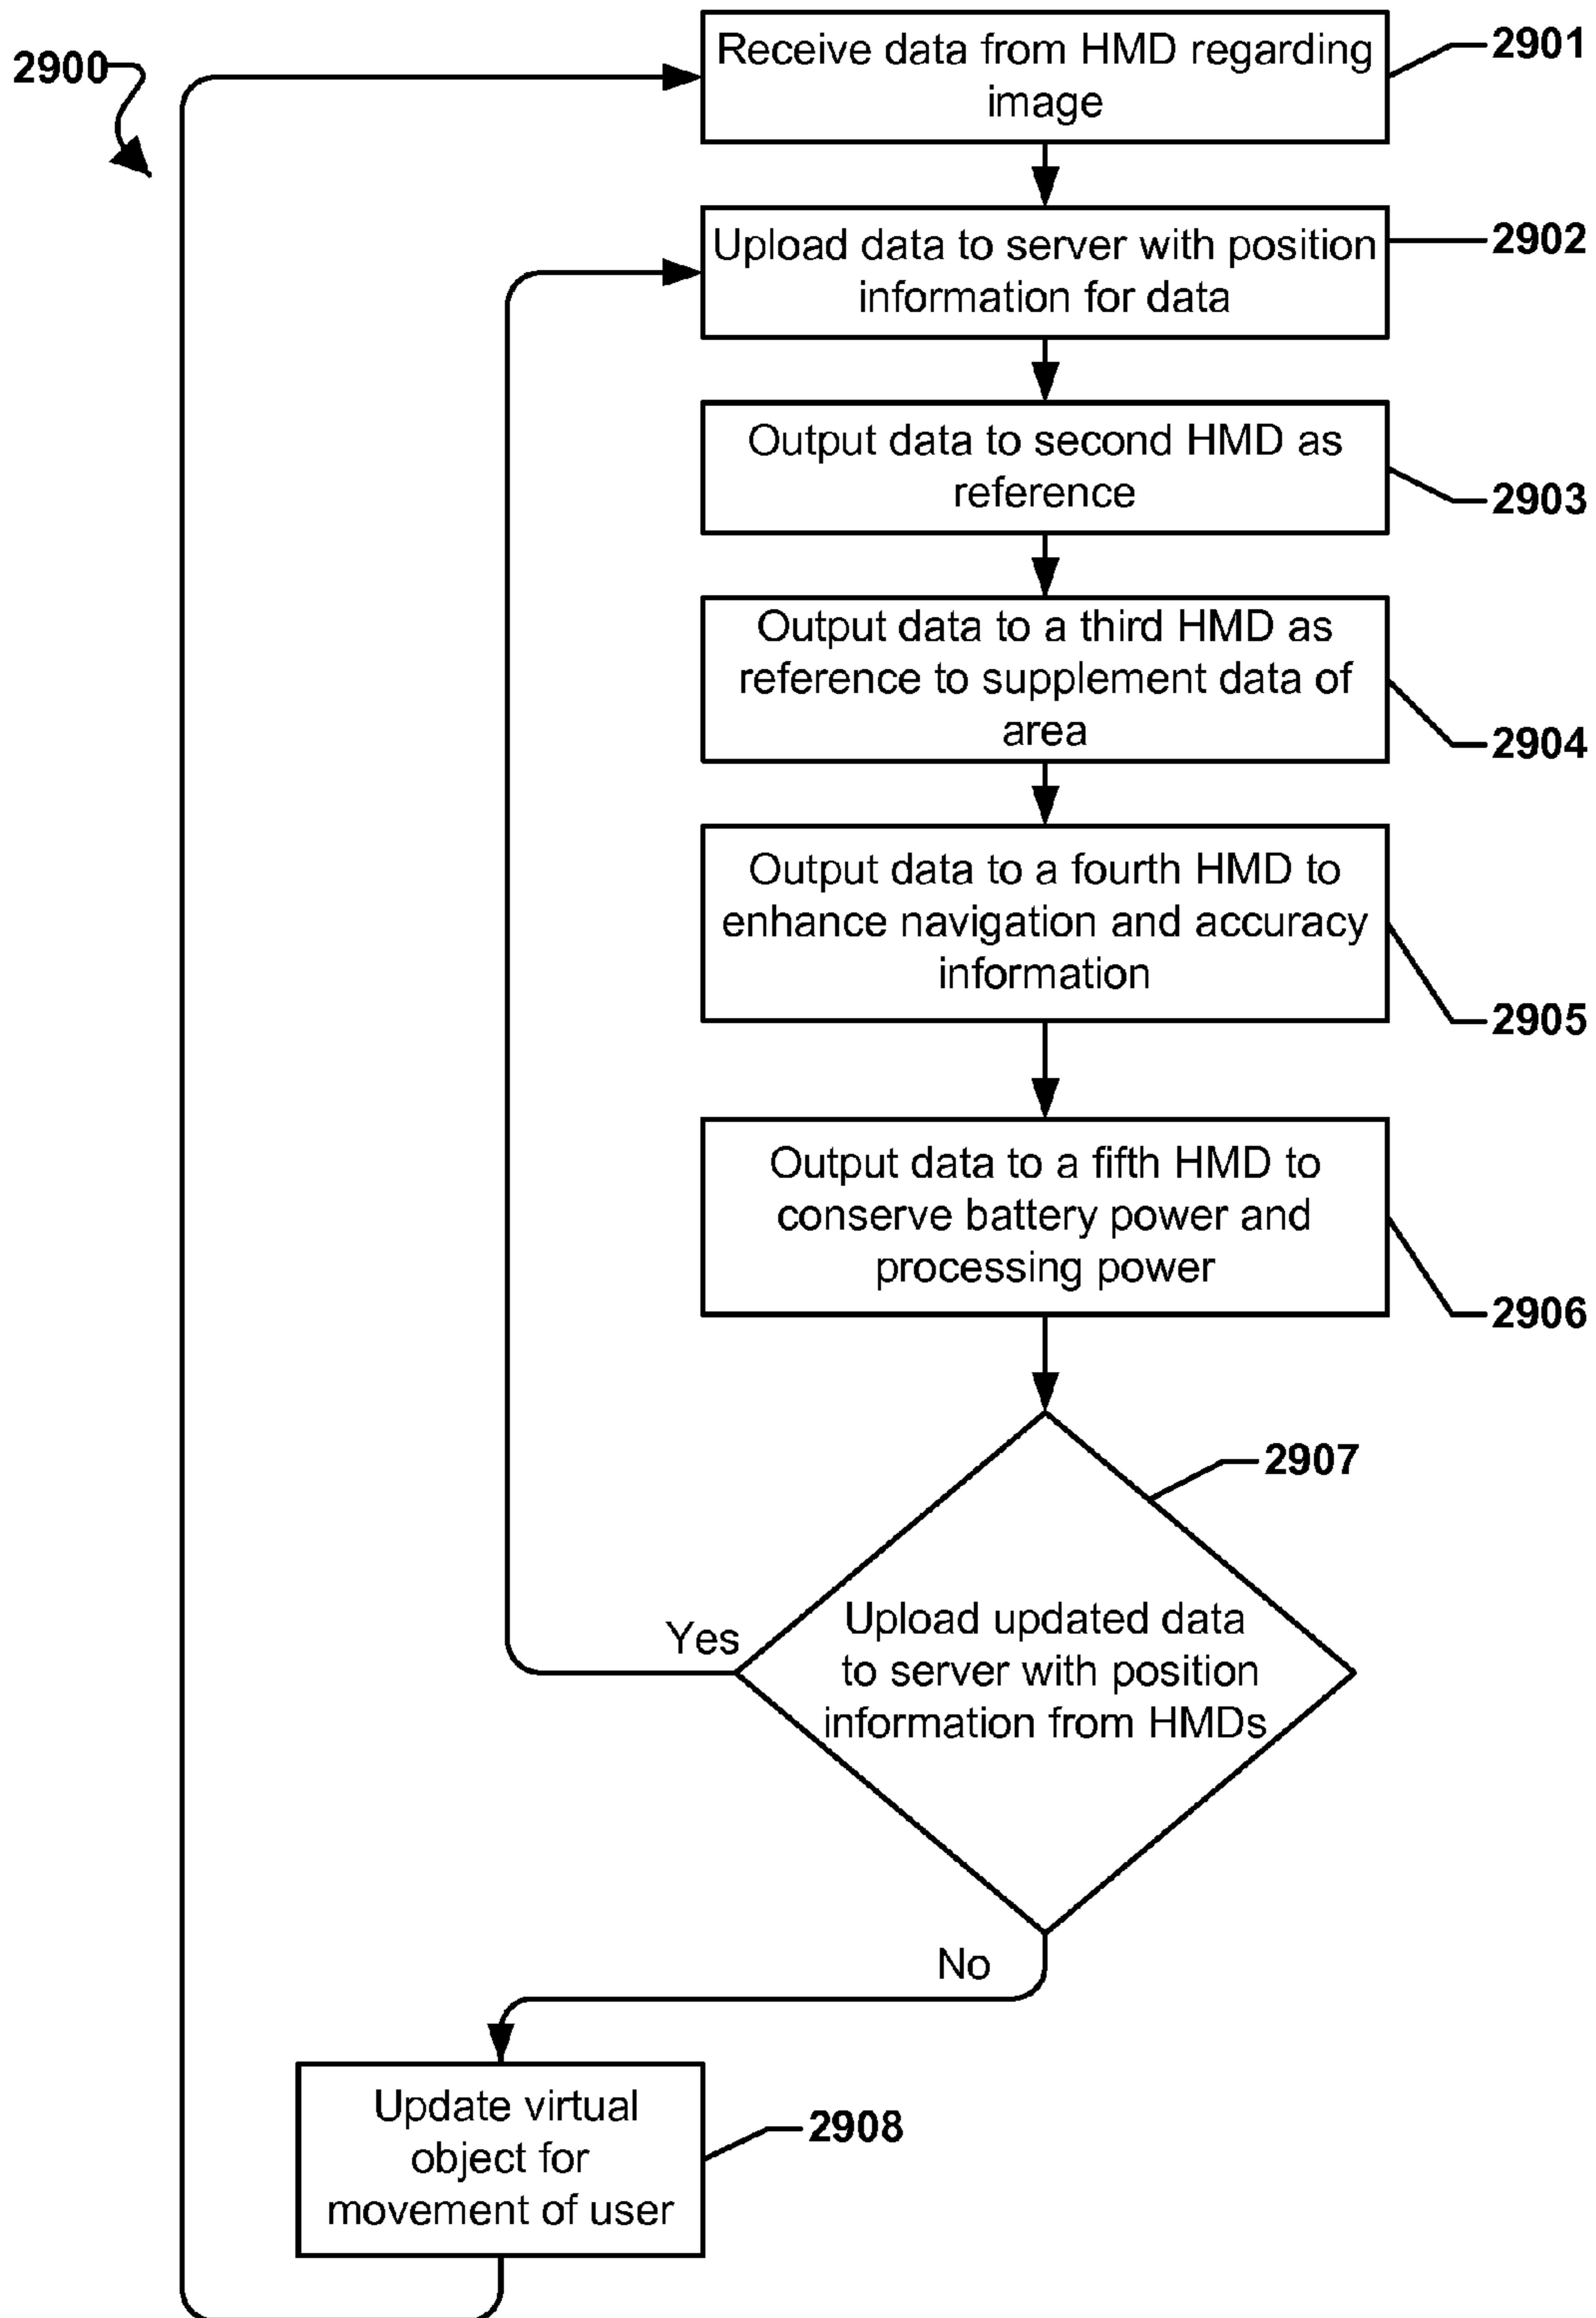 2900
Receive data from HMD regarding
image
2901
Upload data to server with position
information for data
2902
Output data to second HMD as
reference
2903
Output data to a third HMD as
reference to supplement data of
area
2904
Output data to a fourth HMD to
enhance navigation and accuracy
information
2905
Output data to a fifth HMD to
conserve battery power and
processing power
2906
2907
Upload updated data
to server with position
information from HMDs
Yes
No
Update virtual
object for
movement of user
2908